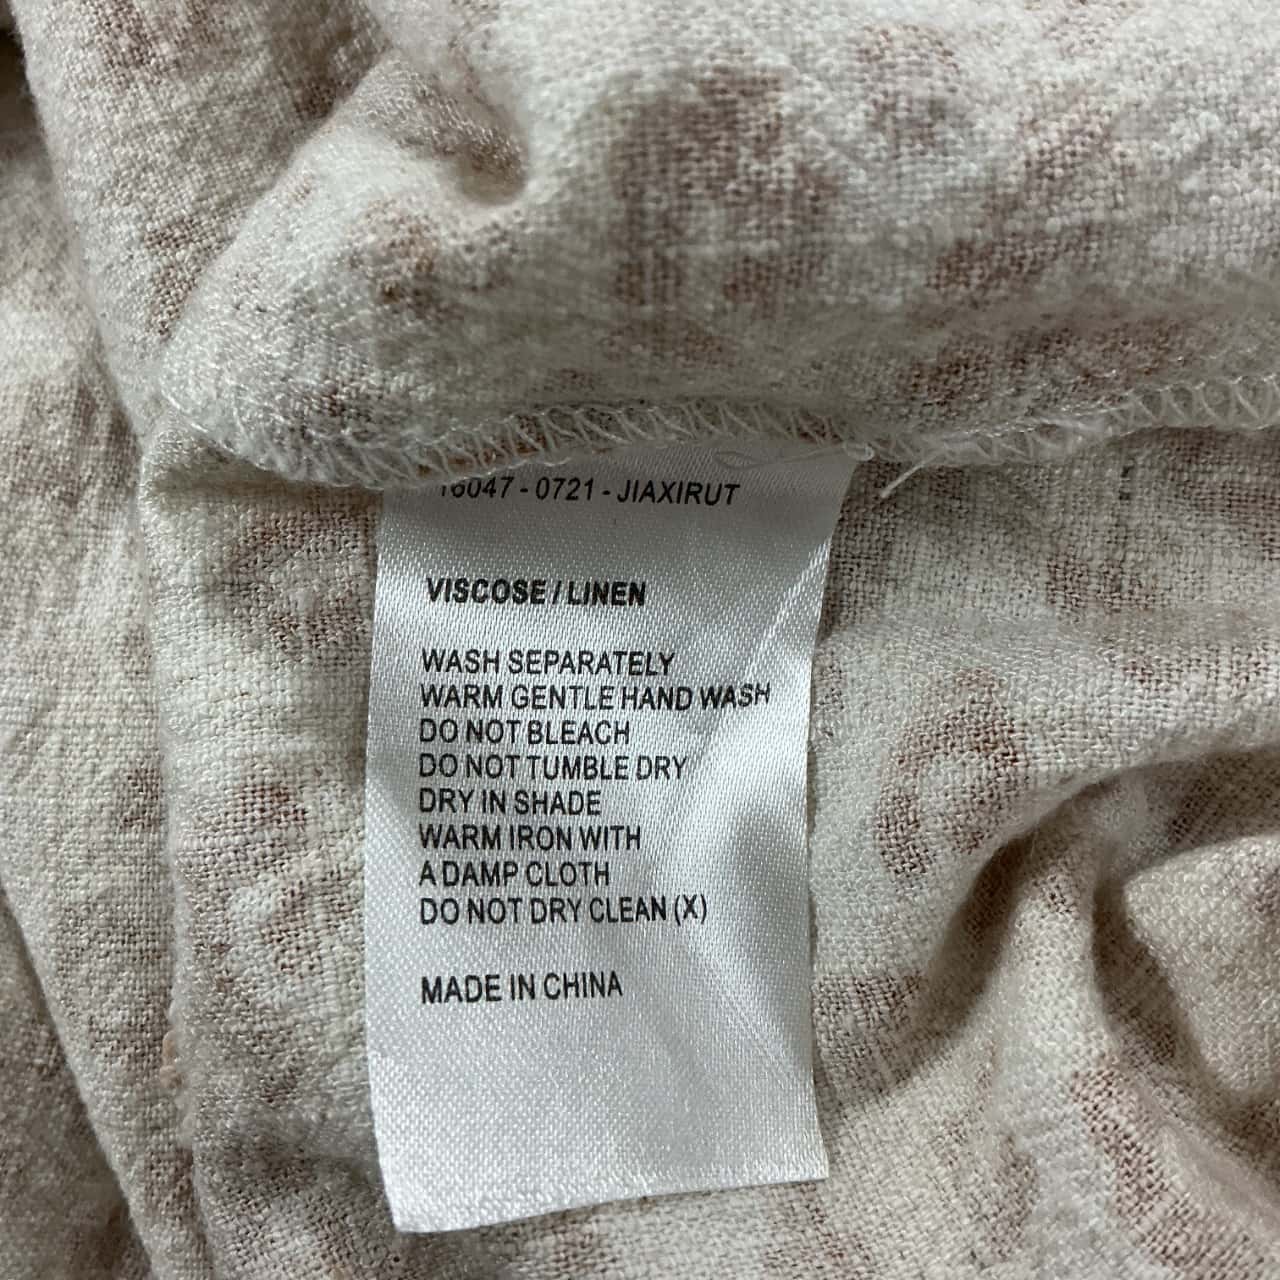 16047 - 0721 - JIAXIRUT
VISCOSE / LINEN
WASH SEPARATELY
WARM GENTLE HAND WASH
DO NOT BLEACH
DO NOT TUMBLE DRY
DRY IN SHADE
WARM IRON WITH
A DAMP CLOTH
DO NOT DRY CLEAN (X)
MADE IN CHINA